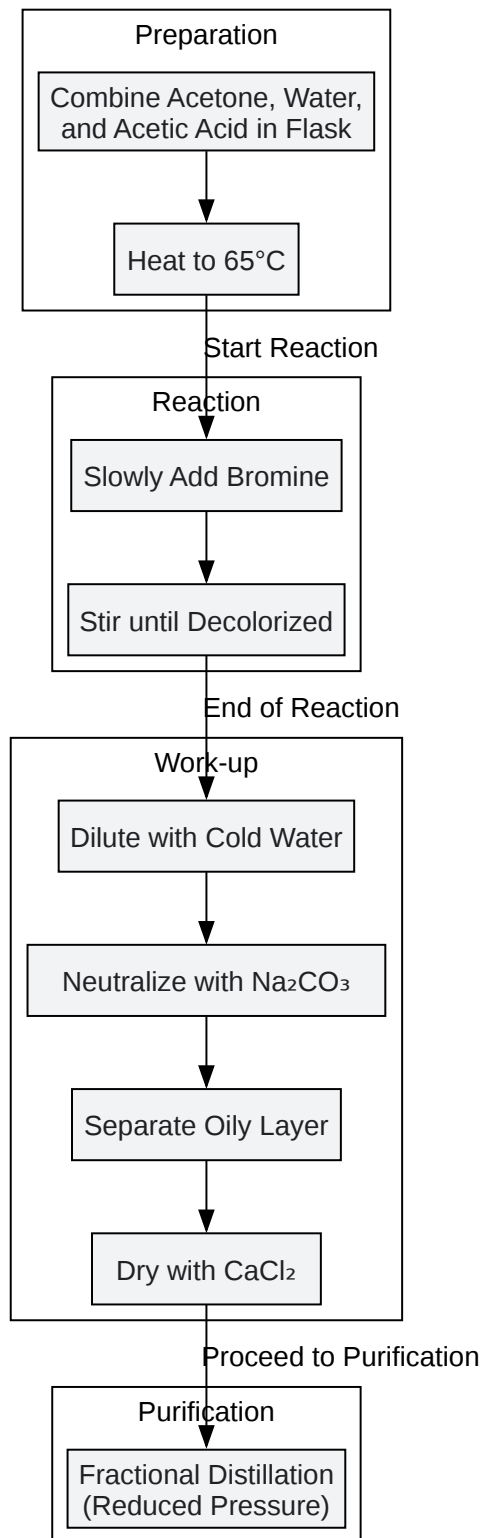 Preparation
Combine Acetone, Water,
and Acetic Acid in Flask
Heat to 65°C
Start Reaction
Reaction
Slowly Add Bromine
Stir until Decolorized
End of Reaction
Work-up
Dilute with Cold Water
Neutralize with Na₂CO₃
Separate Oily Layer
Dry with CaCl₂
Proceed to Purification
Purification
Fractional Distillation
(Reduced Pressure)